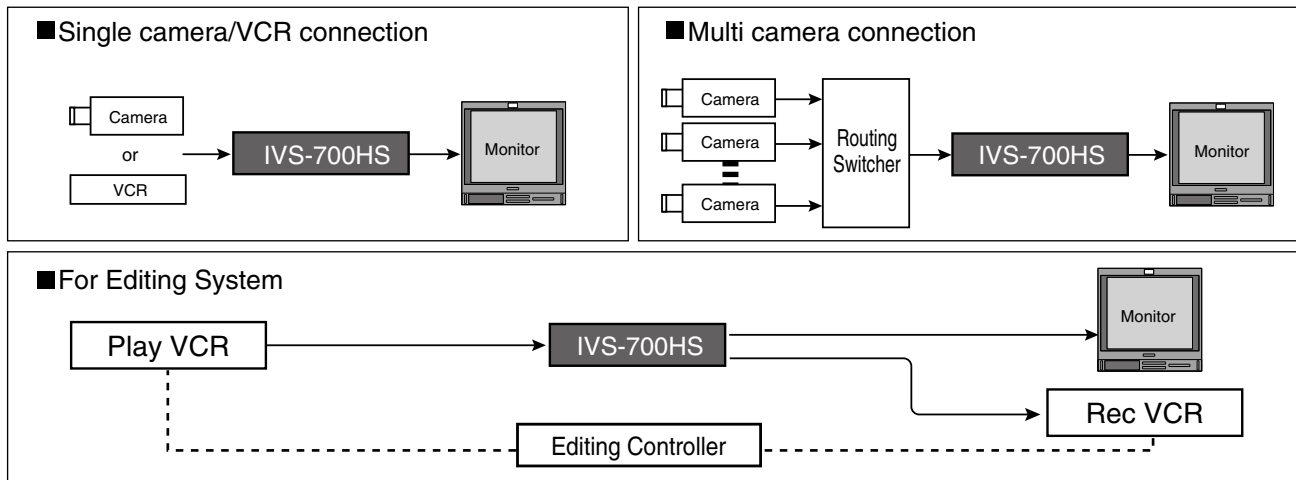 ■Single camera/VCR connection
Camera
or
VCR
IVS-700HS
Monitor
■Multi camera connection
Camera
Camera
Camera
Routing
Switcher
IVS-700HS
Monitor
■For Editing System
Play VCR
IVS-700HS
Monitor
Rec VCR
Editing Controller